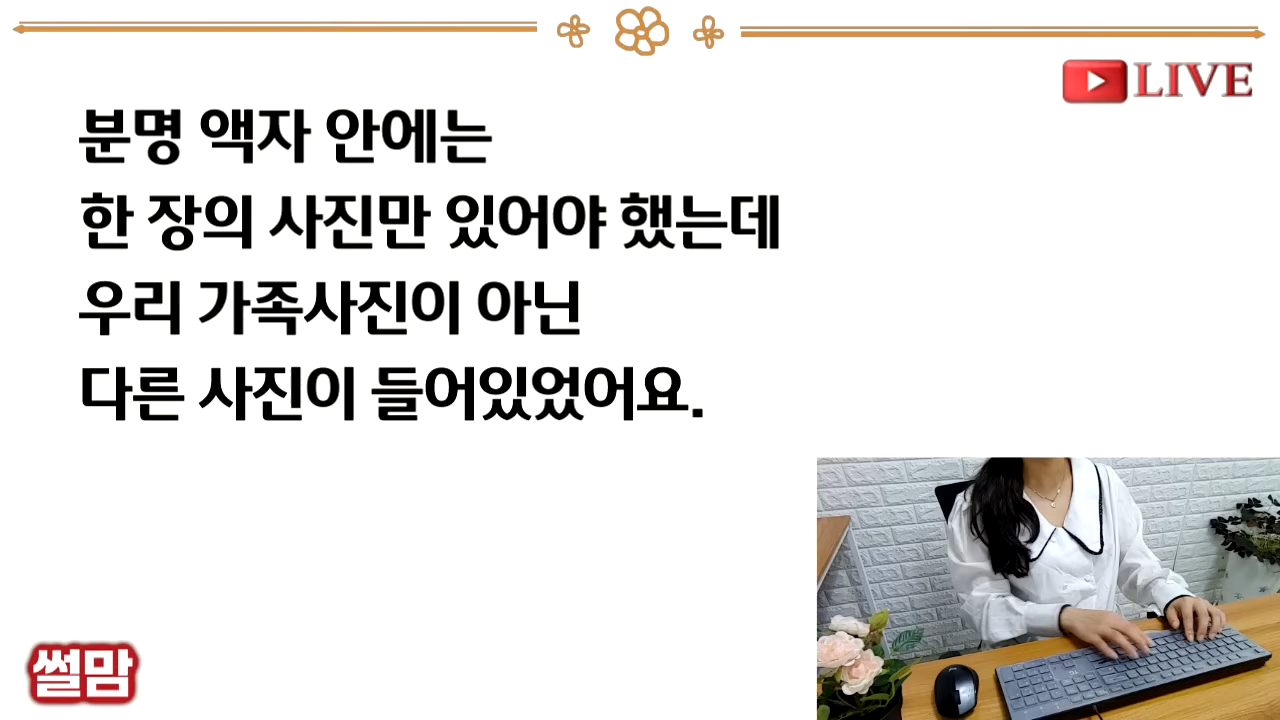 LIVE
분명 액자 안에는
한 장의 사진만 있어야 했는데
우리 가족사진이 아닌
다른 사진이 들어있었어요.
썰맘